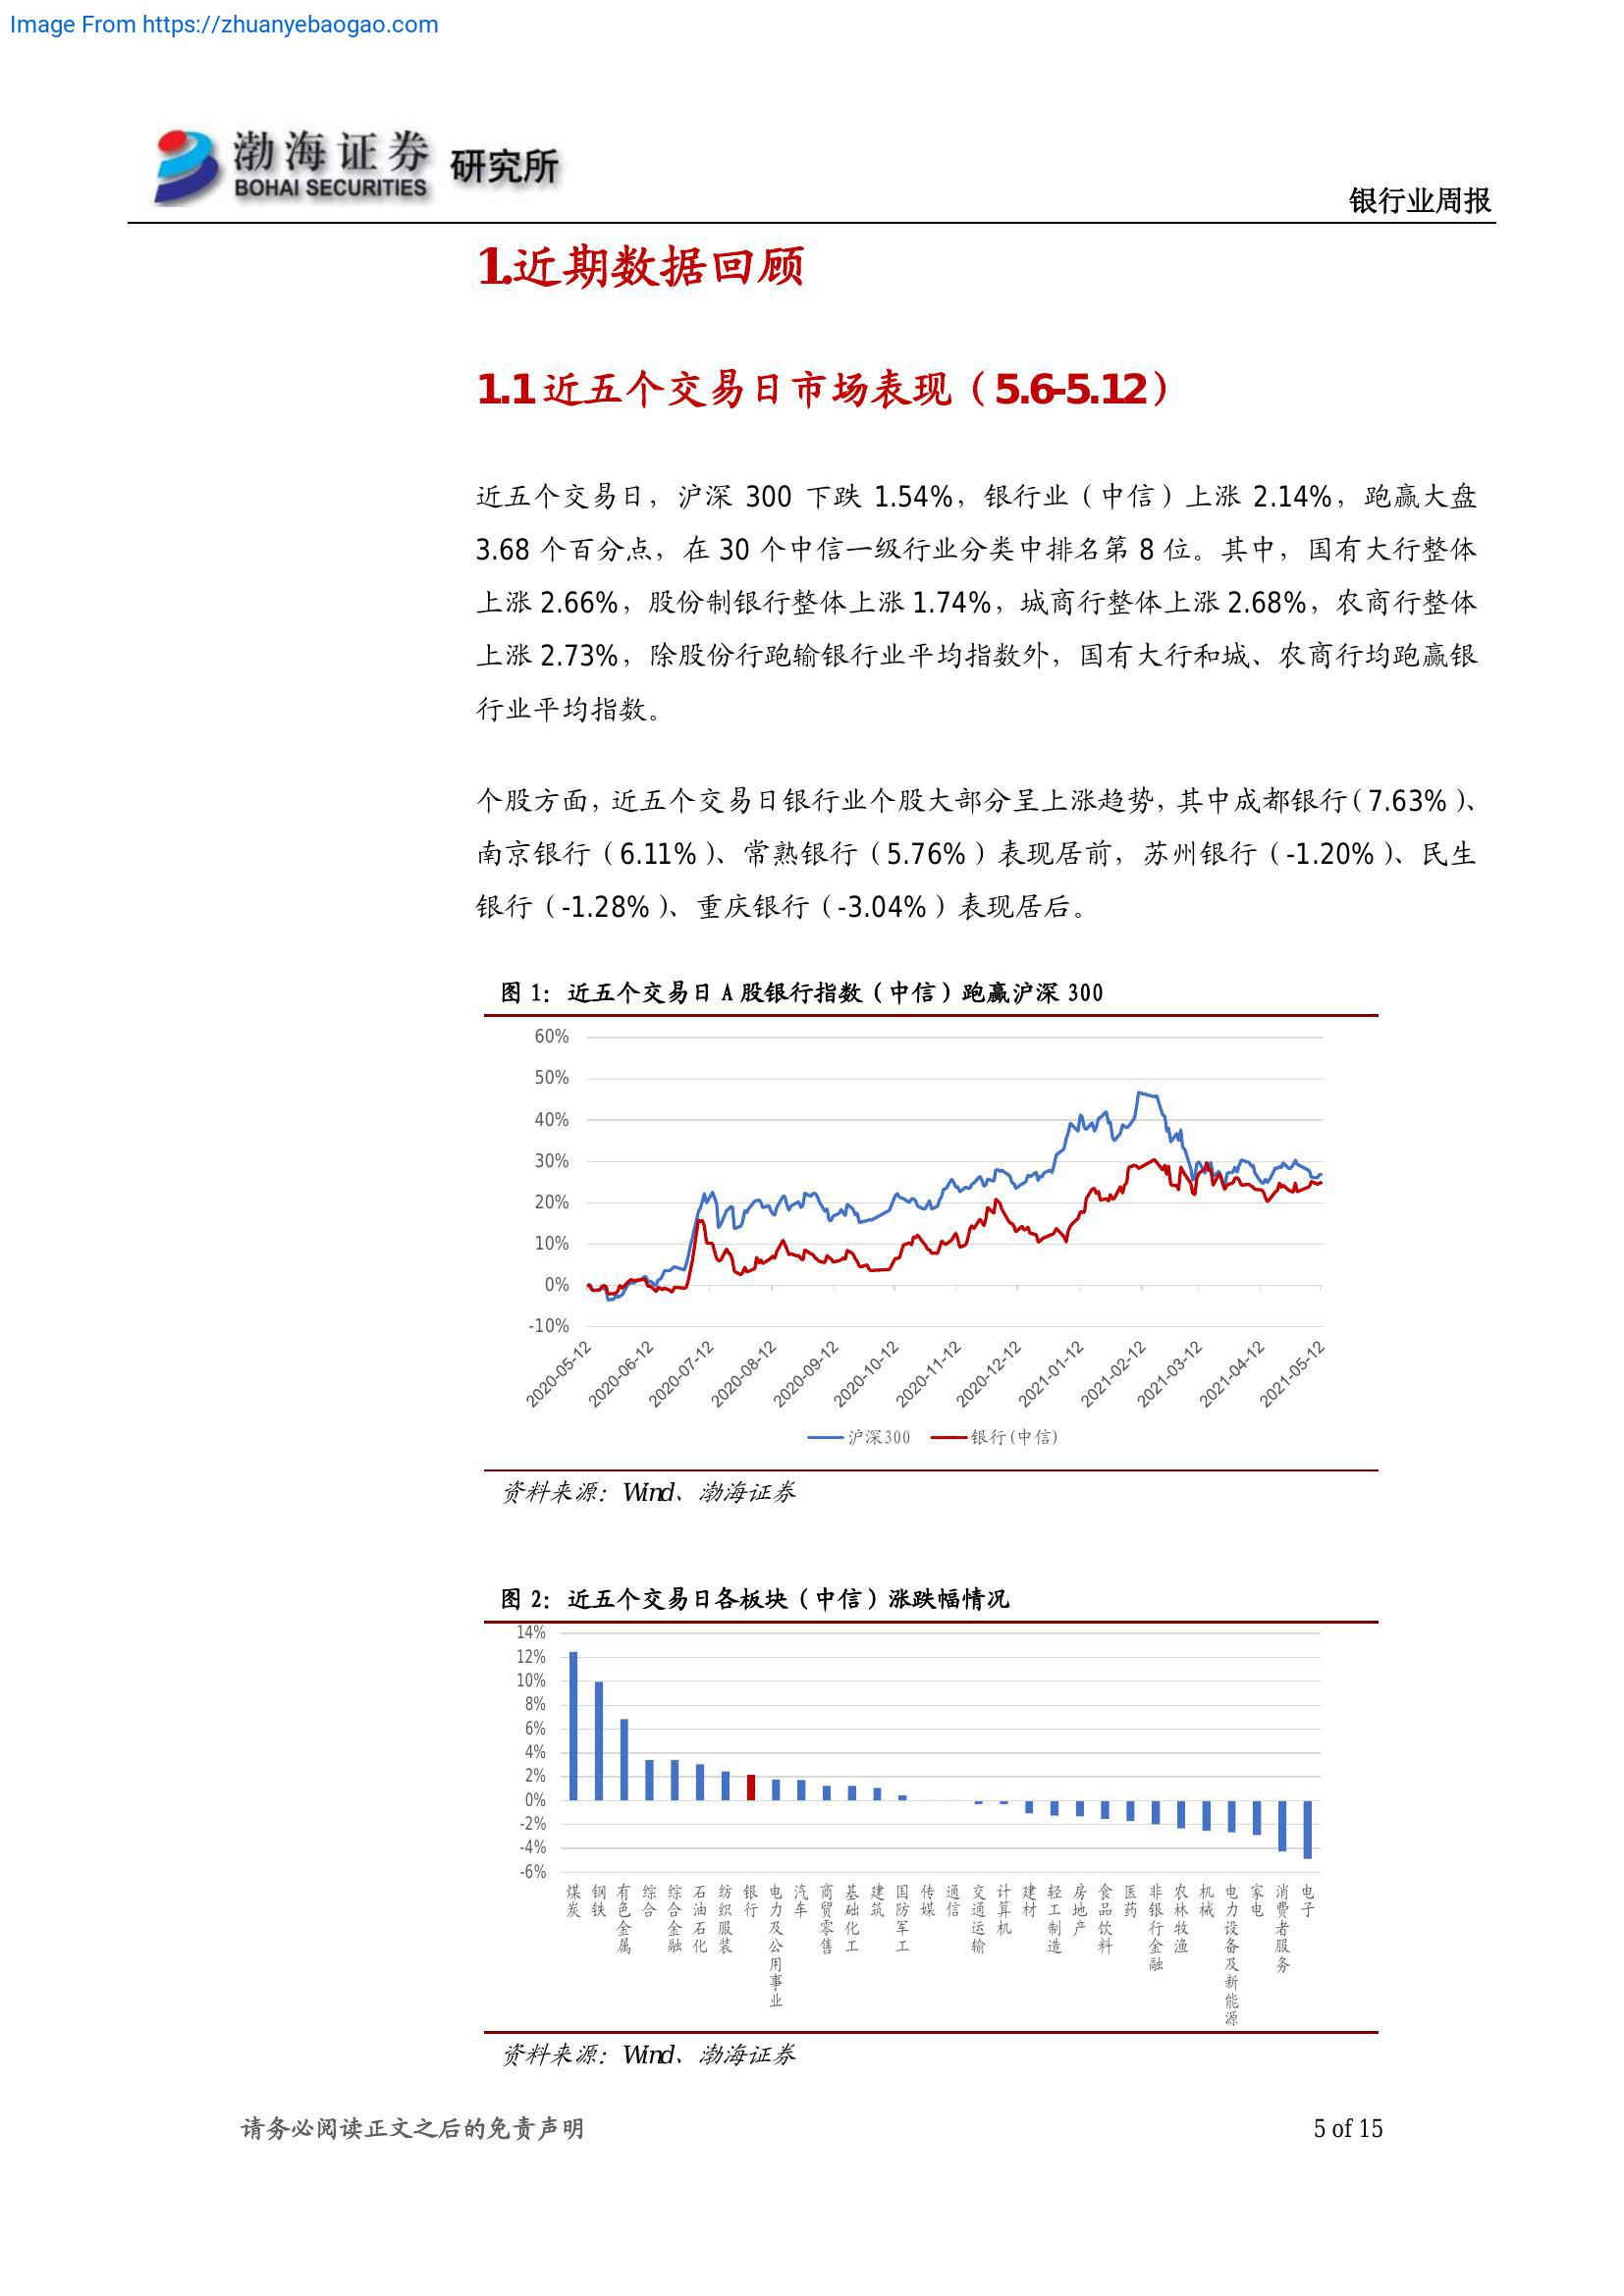 Image From https://zhuanyebaogao.com
渤海证券 研究所
BOHAI SECURITIES
银行业周报
1.近期数据回顾
1.1 近五个交易日市场表现（5.6-5.12）
近五个交易日，沪深 300 下跌 1.54%，银行业（中信）上涨 2.14%，跑赢大盘
3.68 个百分点，在 30 个中信一级行业分类中排名第 8 位。其中，国有大行整体
上涨 2.66%，股份制银行整体上涨 1.74%，城商行整体上涨 2.68%，农商行整体
上涨 2.73%，除股份行跑输银行业平均指数外，国有大行和城、农商行均跑赢银
行业平均指数。
个股方面，近五个交易日银行业个股大部分呈上涨趋势，其中成都银行（7.63%）、
南京银行（6.11%）、常熟银行（5.76%）表现居前，苏州银行（-1.20%）、民生
银行（-1.28%）、重庆银行（-3.04%）表现居后。
图 1：近五个交易日 A 股银行指数（中信）跑赢沪深 300
60%
50%
40%
30%
20%
10%
0%
-10%
2020-05-12 2020-06-12 2020-07-12 2020-08-12 2020-09-12 2020-10-12 2020-11-12 2020-12-12 2021-01-12 2021-02-12 2021-03-12 2021-04-12 2021-05-12
沪深300 银行(中信)
资料来源：Wind、渤海证券
图 2：近五个交易日各板块（中信）涨跌幅情况
14%
12%
10%
8%
6%
4%
2%
0%
-2%
-4%
-6%
煤炭 钢铁 有色金属 综合 综合金融 石油石化 纺织服装 银行 电力及公用事业 汽车 商贸零售 基础化工 建筑 国防军工 传媒 通信 交通运输 计算机 建材 轻工制造 房地产 食品饮料 医药 非银行金融 农林牧渔 机械 电力设备及新能源 家电 消费者服务 电子
资料来源：Wind、渤海证券
请务必阅读正文之后的免责声明
5 of 15